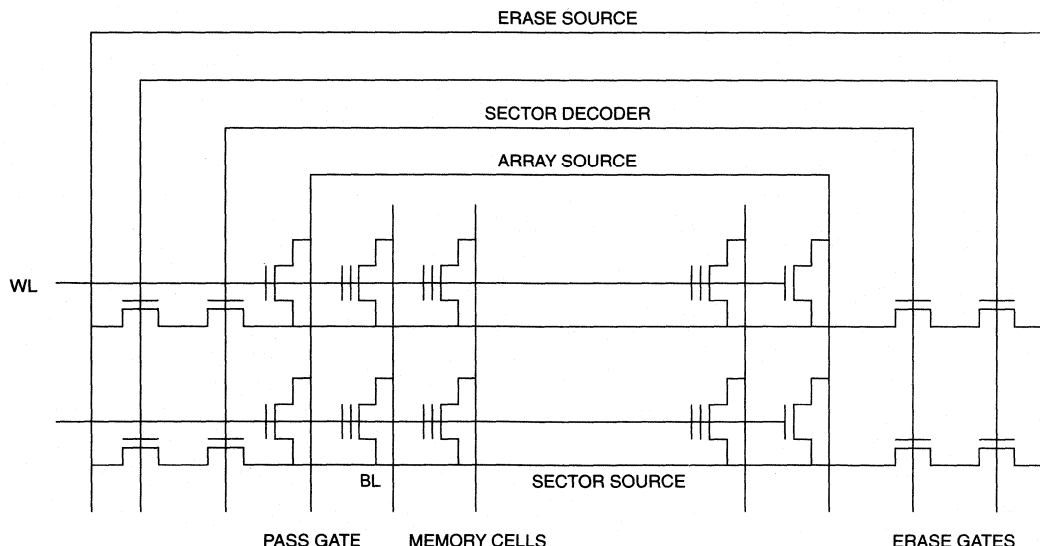 ERASE SOURCE
SECTOR DECODER
ARRAY SOURCE
WL
BL
SECTOR SOURCE
PASS GATE
MEMORY CELLS
ERASE GATES